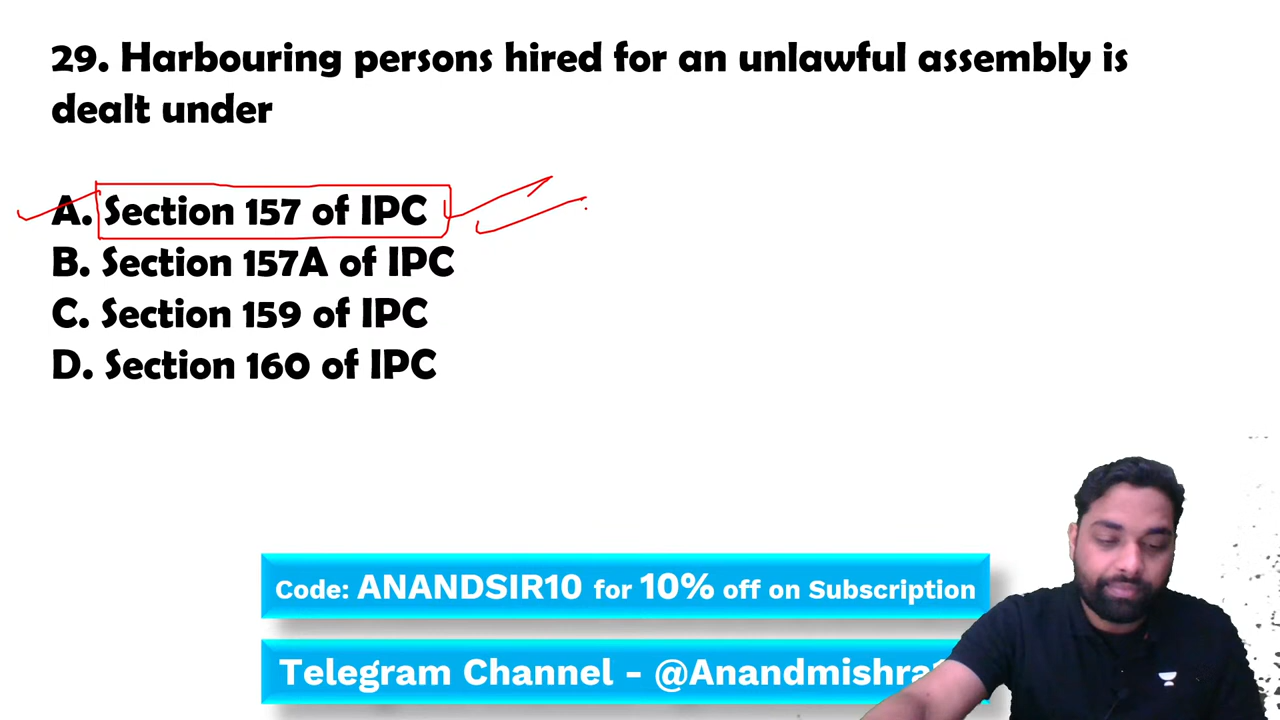 29. Harbouring persons hired for an unlawful assembly is
dealt under
A. Section 157 of IPC
B. Section 157A of IPC
C. Section 159 of IPC
D. Section 160 of IPC
Code: ANANDSIR10 for 10% off on Subscription
Telegram Channel - @Anandmishra